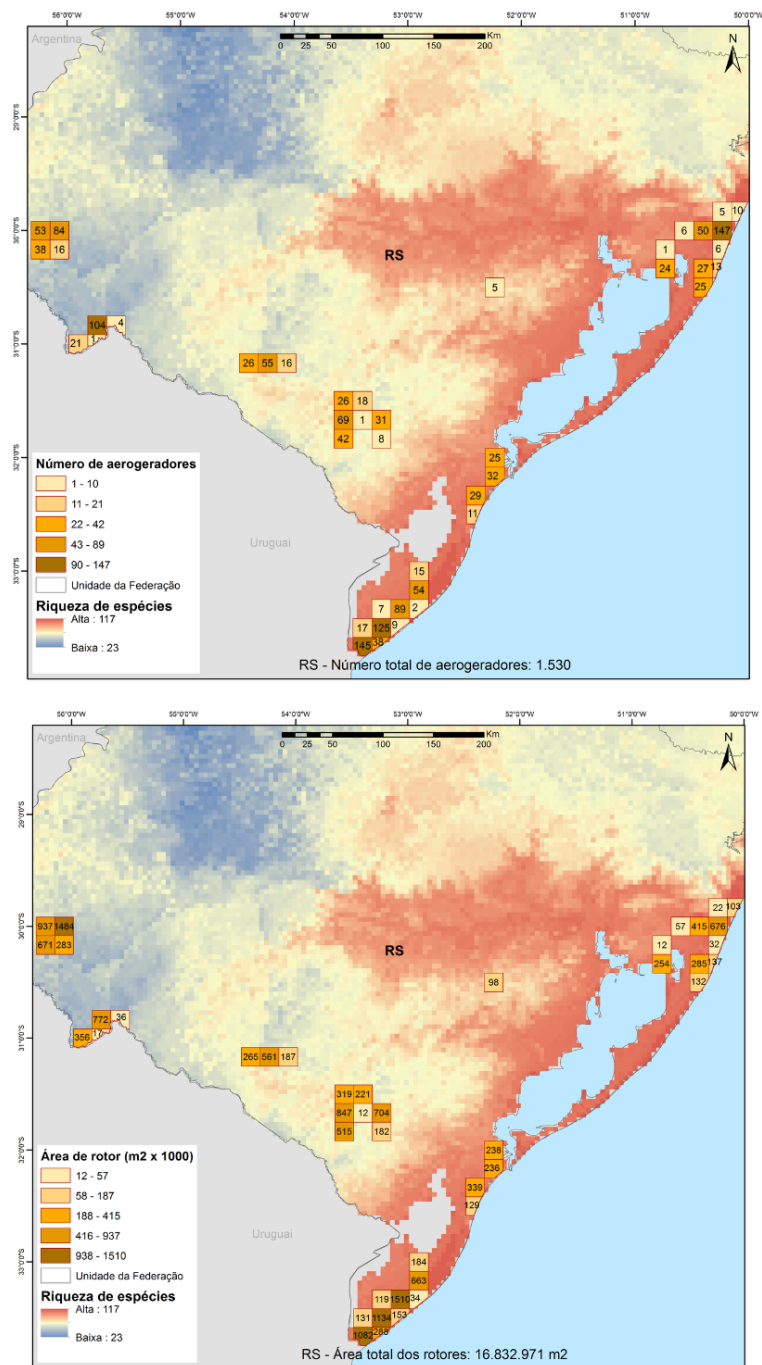 56°0'0"S 55°0'0"W 54°0'0"W 53°0'0"W 52°0'0"W 51°0'0"W 50°0'0"W
Argentina
Km
0 25 50 100 150 200
N
29°0'0"S
30°0'0"S
31°0'0"S
32°0'0"S
33°0'0"S
5 10
53 84 6 50 147
38 16 RS 1 6
24 27 13
5 25
104 4
21 1
26 55 16
26 18
69 1 31
42 8
25
32
29
11
15
54
7 89 2
17 125 9
145 38
Número de aerogeradores
1 - 10
11 - 21
22 - 42
43 - 89
90 - 147
Unidade da Federação
Riqueza de espécies
Alta : 117
Baixa : 23
Uruguai
RS - Número total de aerogeradores: 1.530
56°0'0"W 55°0'0"W 54°0'0"W 53°0'0"W 52°0'0"W 51°0'0"W 50°0'0"W
Argentina
Km
0 25 50 100 150 200
N
29°0'0"S
30°0'0"S
31°0'0"S
32°0'0"S
33°0'0"S
22 103
937 1484 57 415 676
671 283 RS 12 32
254 285 137
98 132
772 36
356 17
265 561 187
319 221
847 12 704
515 182
238
236
339
129
184
663
119 1510 34
131 1134 153
1082 288
Área de rotor (m2 x 1000)
12 - 57
58 - 187
188 - 415
416 - 937
938 - 1510
Unidade da Federação
Riqueza de espécies
Alta : 117
Baixa : 23
Uruguai
RS - Área total dos rotores: 16.832.971 m2